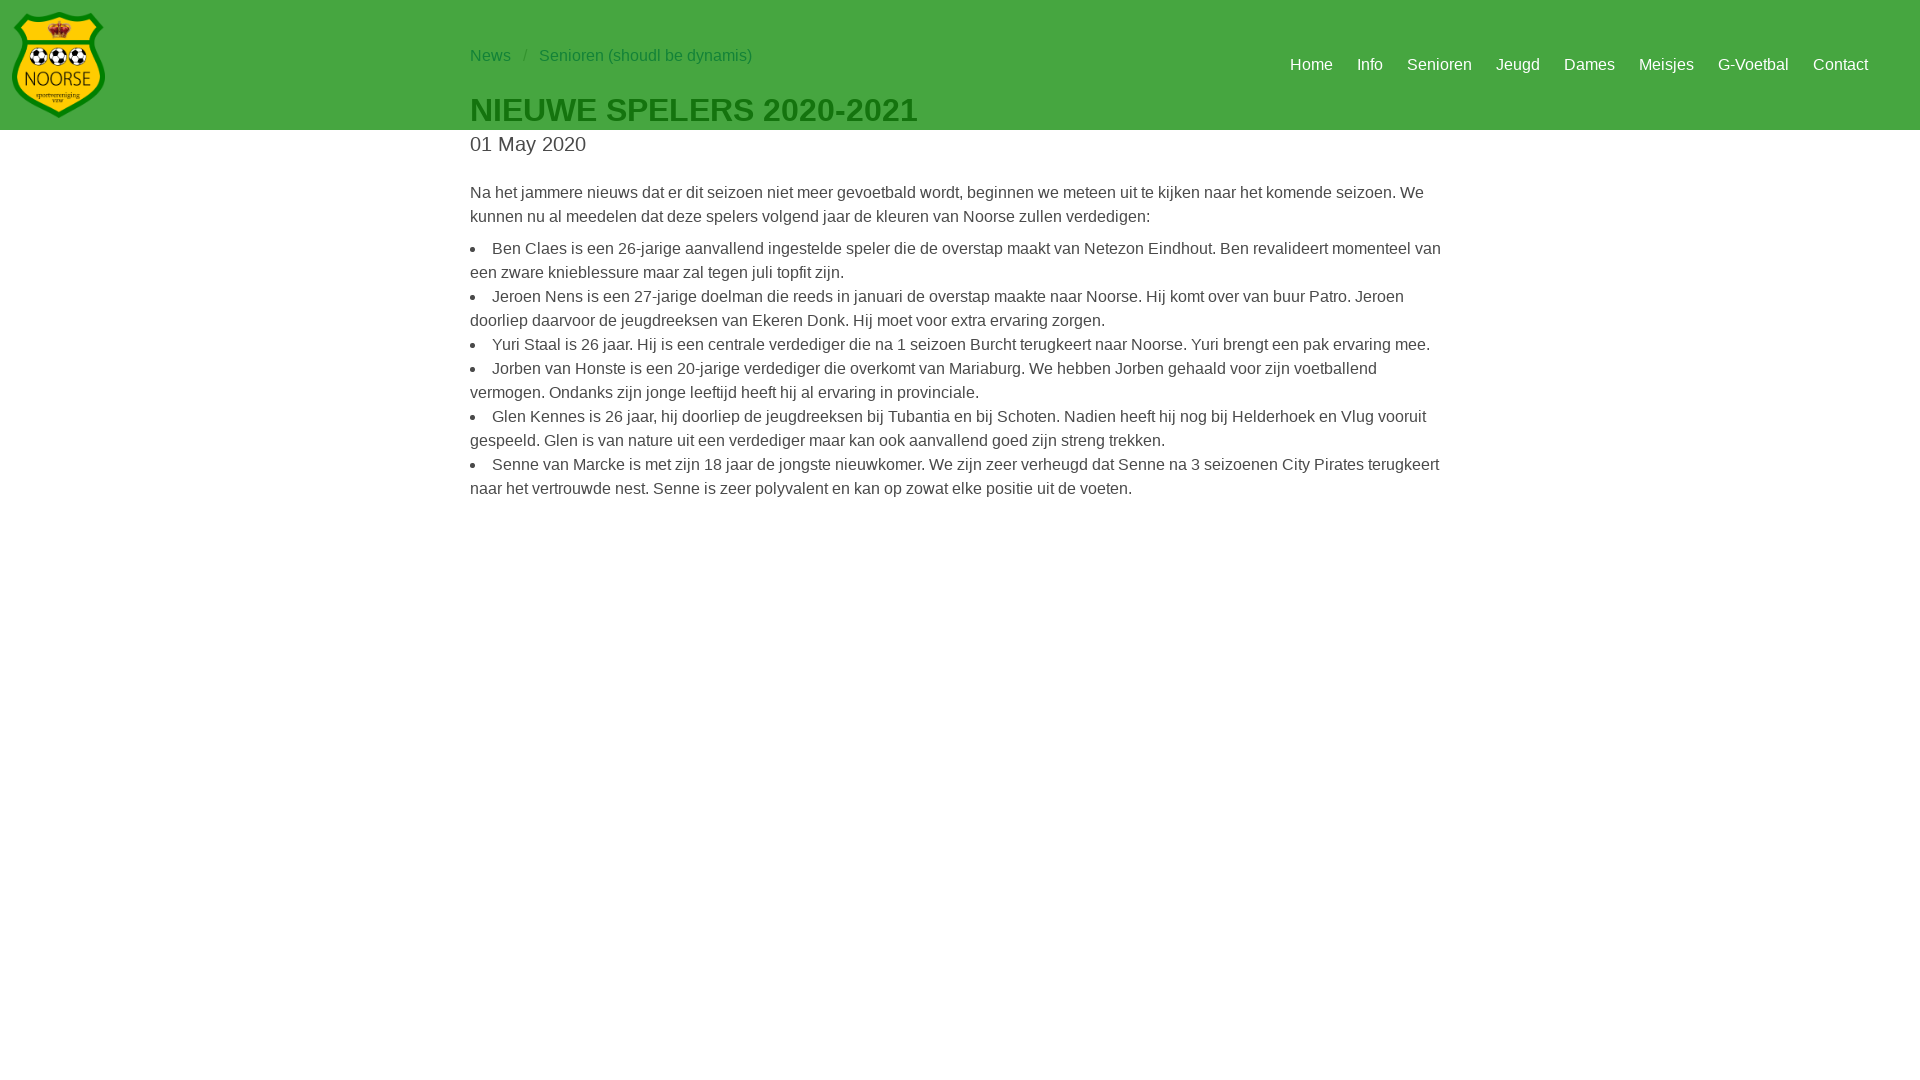 NOORSE
sportvereniging
vzw
News / Senioren (shoudl be dynamis)
Home Info Senioren Jeugd Dames Meisjes G-Voetbal Contact
NIEUWE SPELERS 2020-2021
01 May 2020
Na het jammere nieuws dat er dit seizoen niet meer gevoetbald wordt, beginnen we meteen uit te kijken naar het komende seizoen. We
kunnen nu al meedelen dat deze spelers volgend jaar de kleuren van Noorse zullen verdedigen:
• Ben Claes is een 26-jarige aanvallend ingestelde speler die de overstap maakt van Netezon Eindhout. Ben revalideert momenteel van
een zware knieblessure maar zal tegen juli topfit zijn.
• Jeroen Nens is een 27-jarige doelman die reeds in januari de overstap maakte naar Noorse. Hij komt over van buur Patro. Jeroen
doorliep daarvoor de jeugdreeksen van Ekeren Donk. Hij moet voor extra ervaring zorgen.
• Yuri Staal is 26 jaar. Hij is een centrale verdediger die na 1 seizoen Burcht terugkeert naar Noorse. Yuri brengt een pak ervaring mee.
• Jorben van Honste is een 20-jarige verdediger die overkomt van Mariaburg. We hebben Jorben gehaald voor zijn voetballend
vermogen. Ondanks zijn jonge leeftijd heeft hij al ervaring in provinciale.
• Glen Kennes is 26 jaar, hij doorliep de jeugdreeksen bij Tubantia en bij Schoten. Nadien heeft hij nog bij Helderhoek en Vlug vooruit
gespeeld. Glen is van nature uit een verdediger maar kan ook aanvallend goed zijn streng trekken.
• Senne van Marcke is met zijn 18 jaar de jongste nieuwkomer. We zijn zeer verheugd dat Senne na 3 seizoenen City Pirates terugkeert
naar het vertrouwde nest. Senne is zeer polyvalent en kan op zowat elke positie uit de voeten.